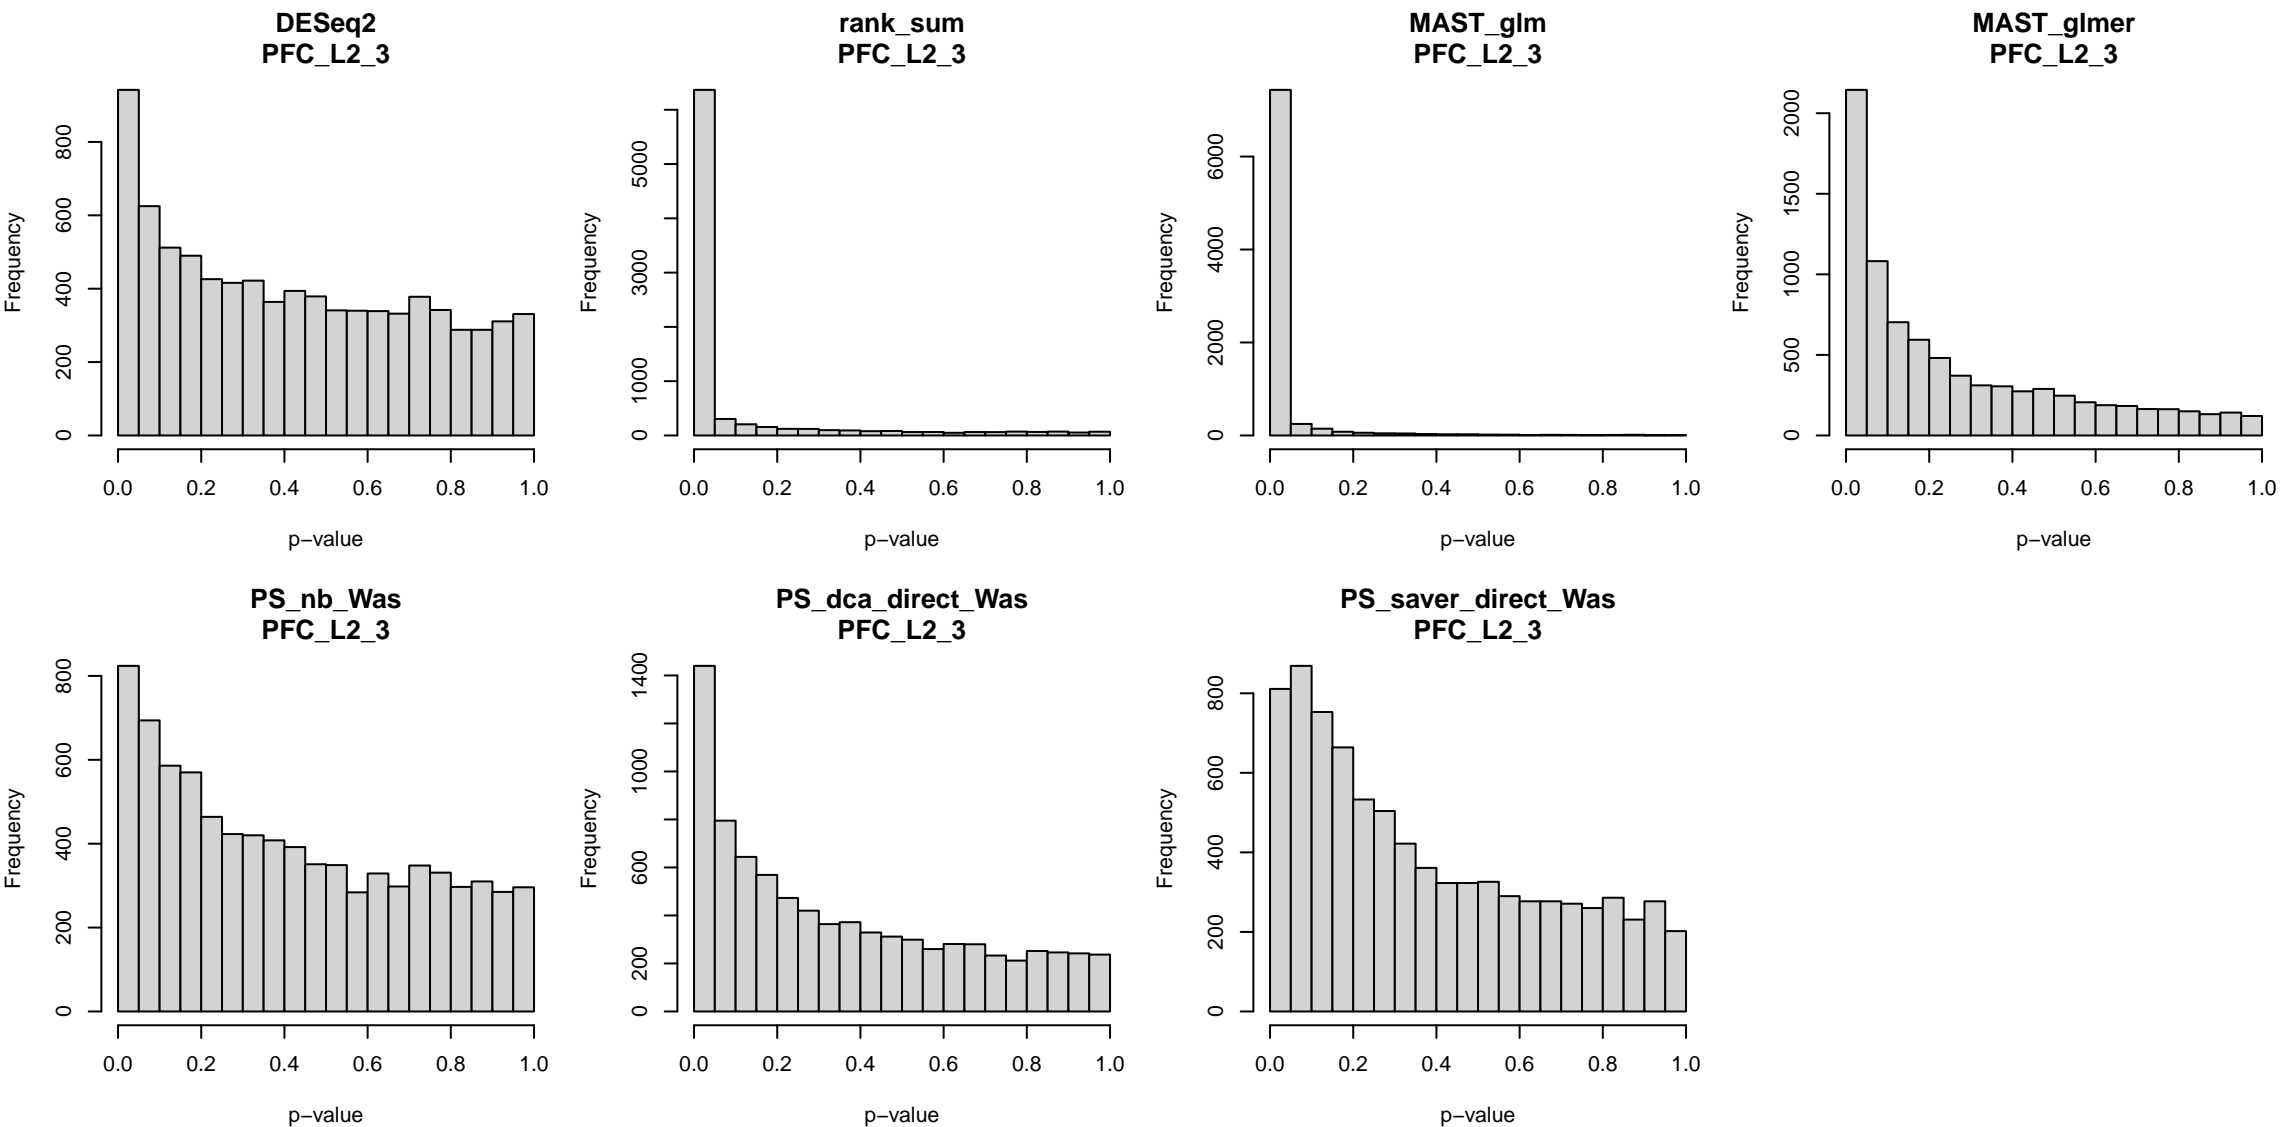 DESeq2
PFC_L2_3
Frequency
0 200 400 600 800
0.0 0.2 0.4 0.6 0.8 1.0
p−value
rank_sum
PFC_L2_3
Frequency
0 1000 3000 5000
0.0 0.2 0.4 0.6 0.8 1.0
p−value
MAST_glm
PFC_L2_3
Frequency
0 2000 4000 6000
0.0 0.2 0.4 0.6 0.8 1.0
p−value
MAST_glmer
PFC_L2_3
Frequency
0 500 1000 1500 2000
0.0 0.2 0.4 0.6 0.8 1.0
p−value
PS_nb_Was
PFC_L2_3
Frequency
0 200 400 600 800
0.0 0.2 0.4 0.6 0.8 1.0
p−value
PS_dca_direct_Was
PFC_L2_3
Frequency
0 200 600 1000 1400
0.0 0.2 0.4 0.6 0.8 1.0
p−value
PS_saver_direct_Was
PFC_L2_3
Frequency
0 200 400 600 800
0.0 0.2 0.4 0.6 0.8 1.0
p−value